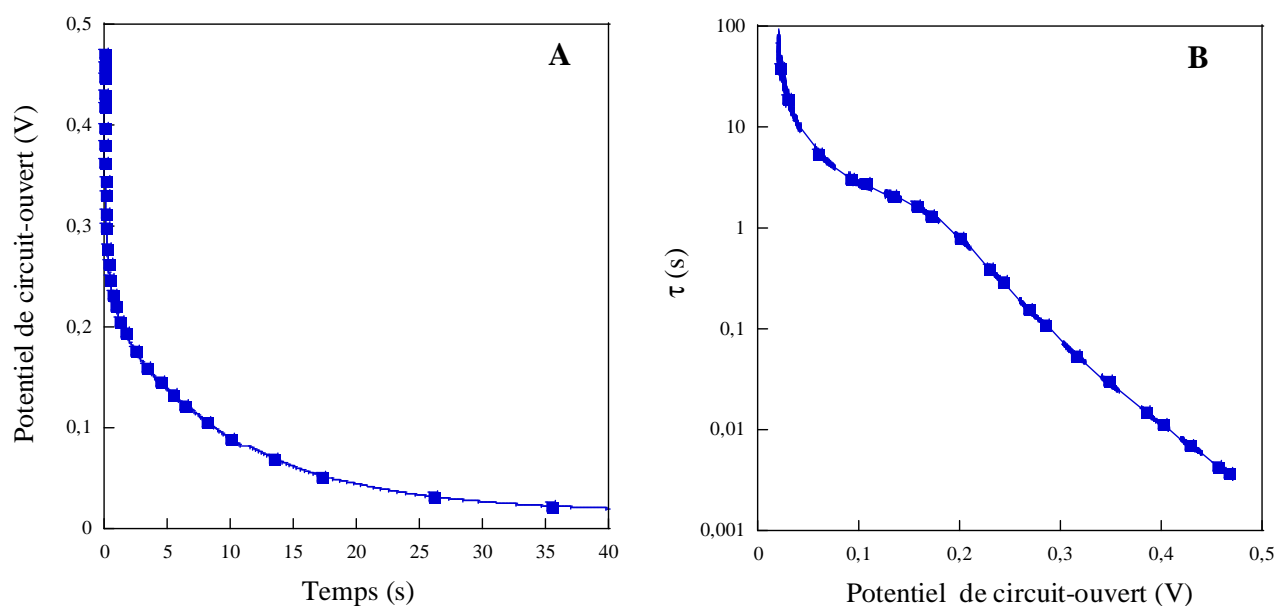 A
0,5
0,4
0,3
0,2
0,1
0
0 5 10 15 20 25 30 35 40
Potentiel de circuit-ouvert (V)
Temps (s)
B
100
10
1
0,1
0,01
0,001
0 0,1 0,2 0,3 0,4 0,5
τ (s)
Potentiel de circuit-ouvert (V)